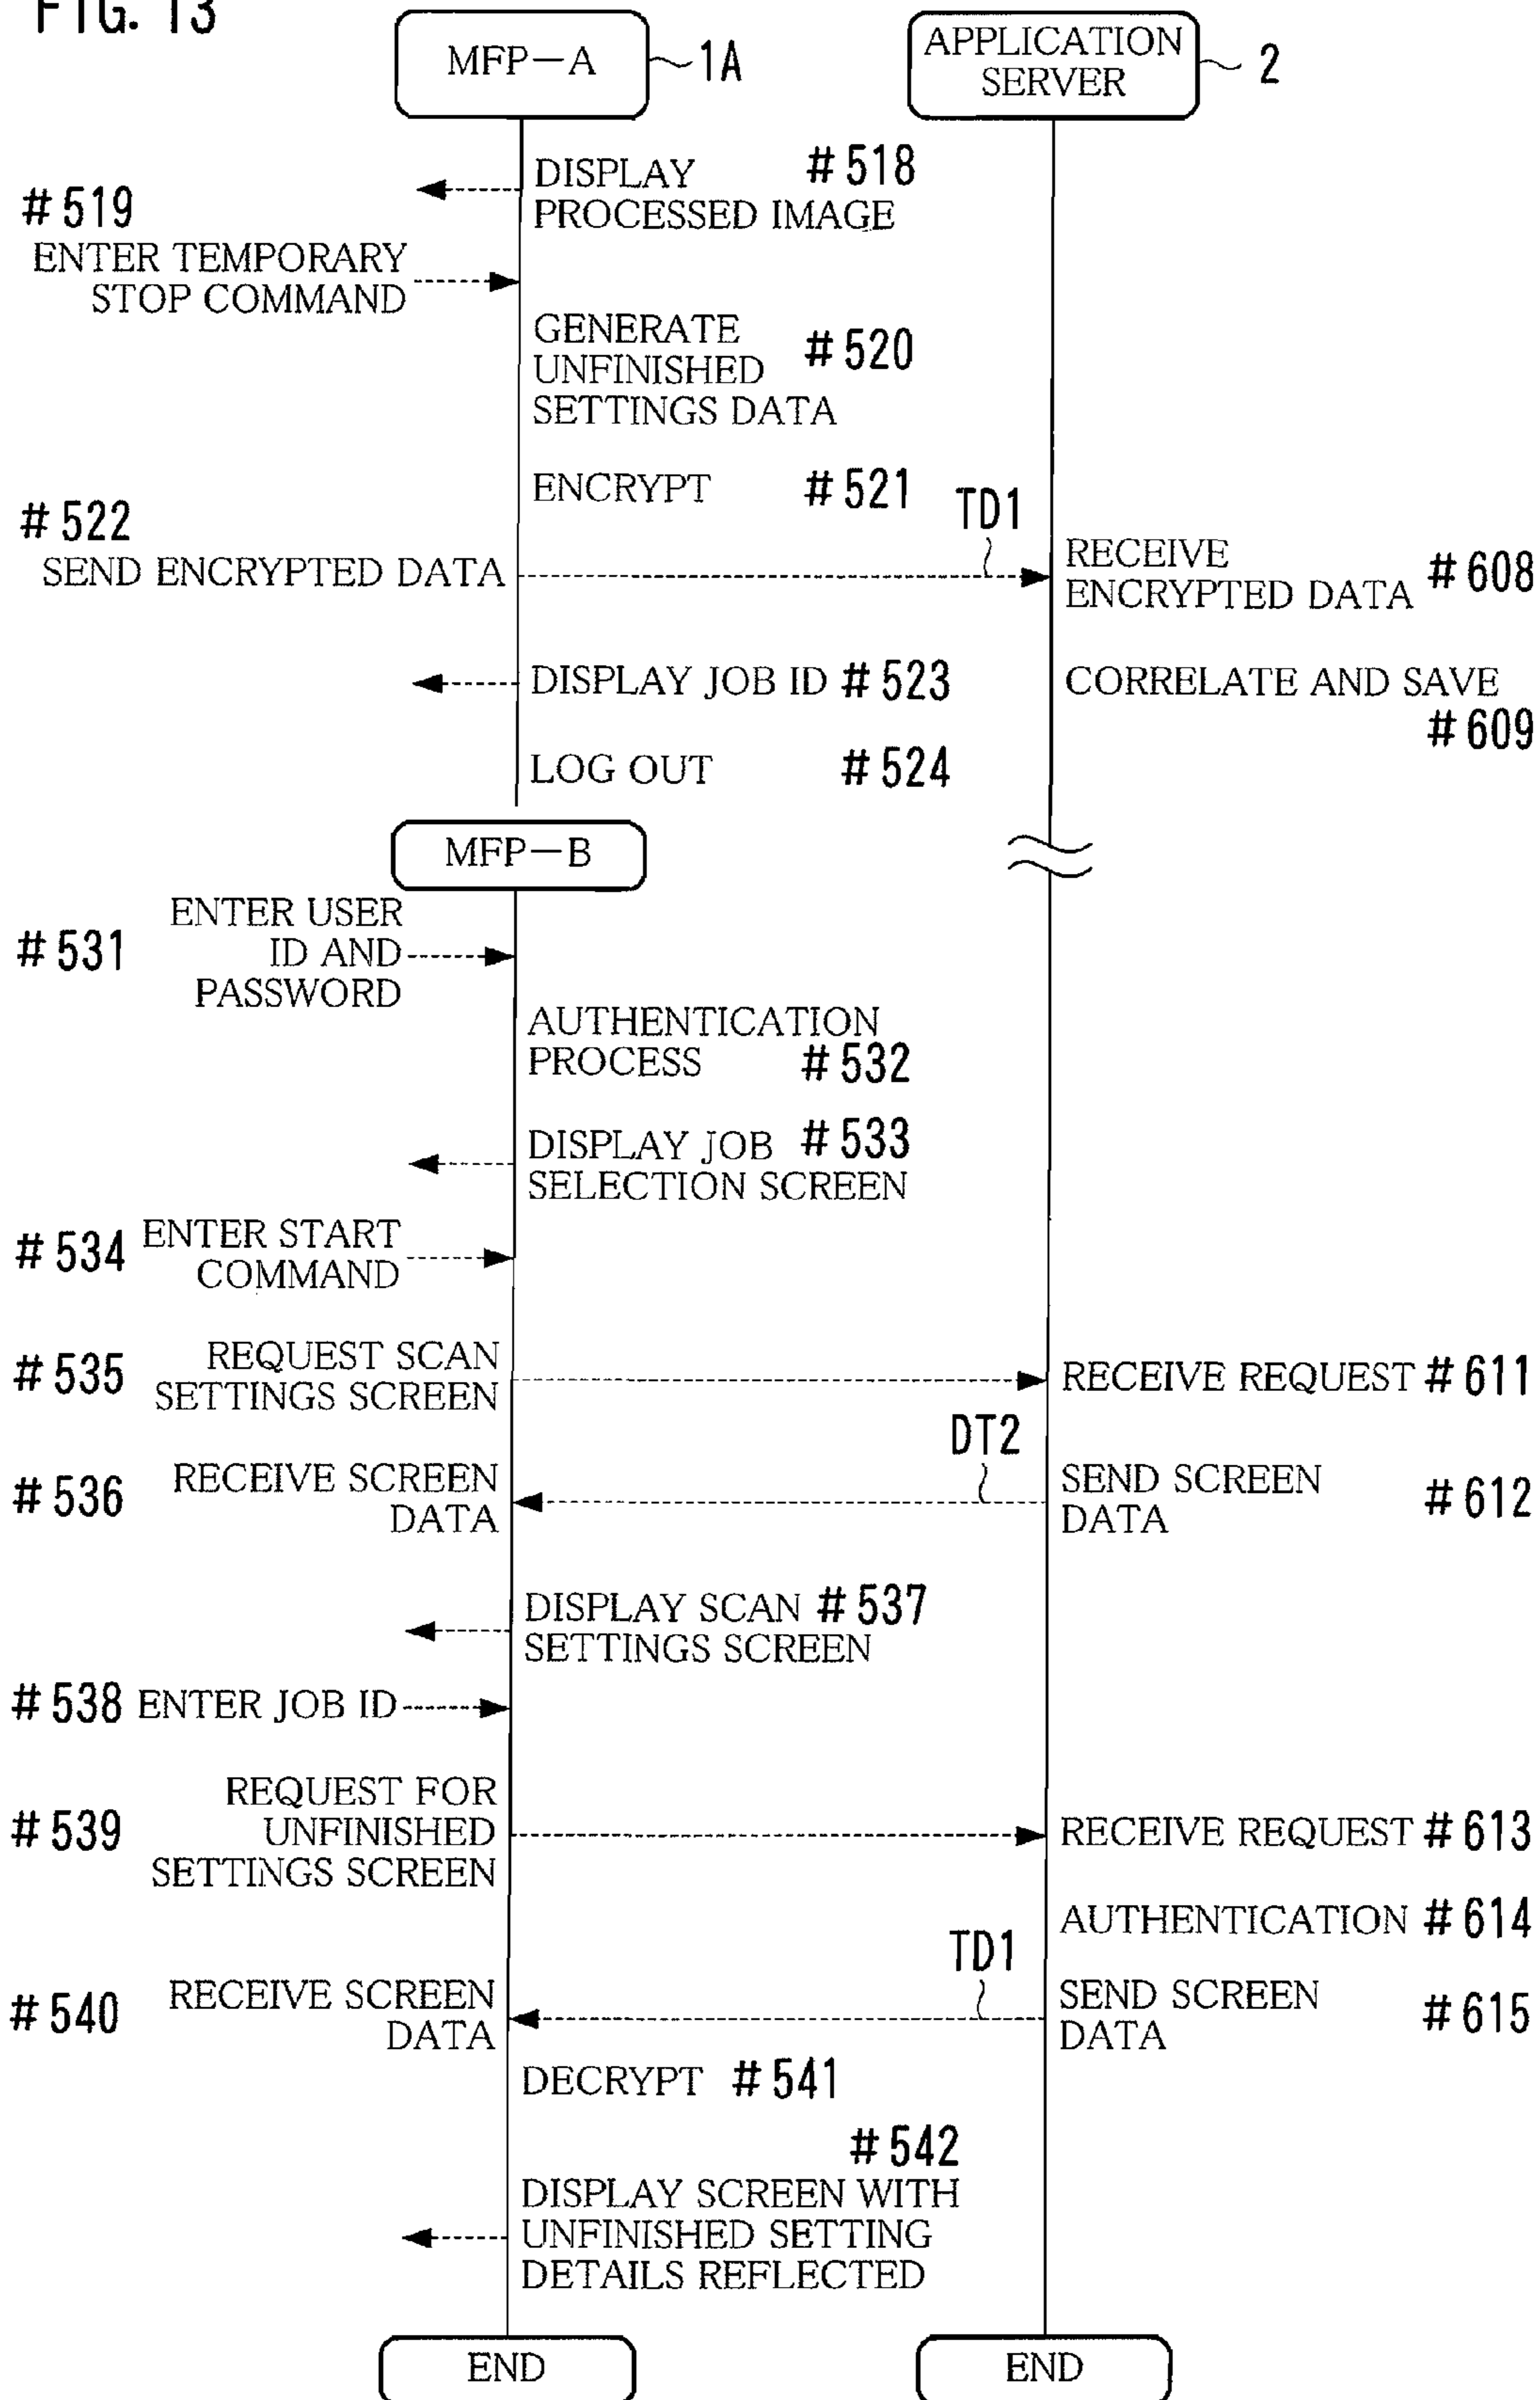 FIG. 13
MFP—A
1A
APPLICATION
SERVER
2
DISPLAY
PROCESSED IMAGE
#518
#519
ENTER TEMPORARY
STOP COMMAND
GENERATE
UNFINISHED
SETTINGS DATA
#520
ENCRYPT
#521
#522
SEND ENCRYPTED DATA
TD1
RECEIVE
ENCRYPTED DATA
#608
DISPLAY JOB ID #523
CORRELATE AND SAVE
#609
LOG OUT
#524
MFP—B
#531
ENTER USER
ID AND
PASSWORD
AUTHENTICATION
PROCESS
#532
DISPLAY JOB
SELECTION SCREEN
#533
#534
ENTER START
COMMAND
#535
REQUEST SCAN
SETTINGS SCREEN
RECEIVE REQUEST #611
DT2
#536
RECEIVE SCREEN
DATA
SEND SCREEN
DATA
#612
DISPLAY SCAN
SETTINGS SCREEN
#537
#538 ENTER JOB ID
#539
REQUEST FOR
UNFINISHED
SETTINGS SCREEN
RECEIVE REQUEST #613
AUTHENTICATION #614
TD1
#540
RECEIVE SCREEN
DATA
SEND SCREEN
DATA
#615
DECRYPT #541
#542
DISPLAY SCREEN WITH
UNFINISHED SETTING
DETAILS REFLECTED
END
END